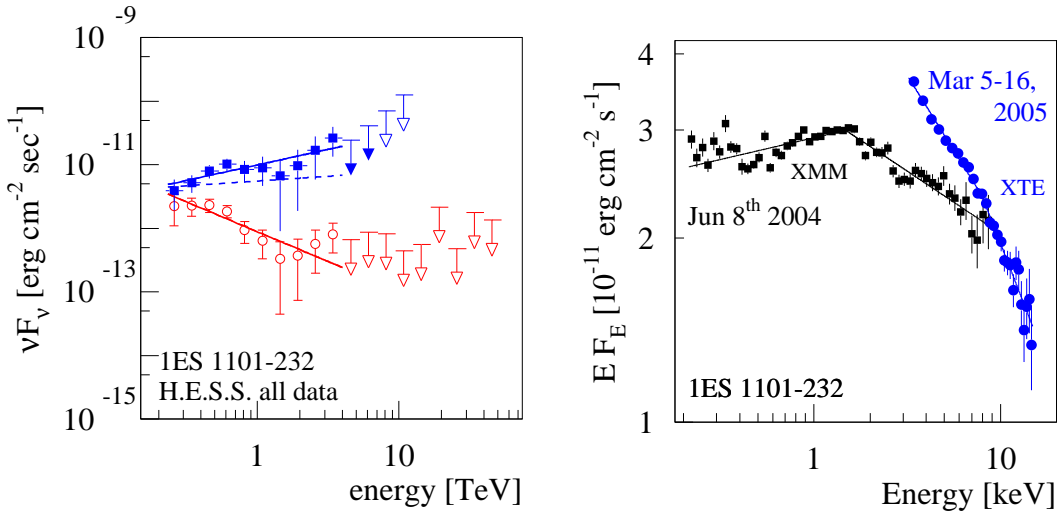 10 -9
10 -11
10 -13
10 -15
νFν [erg cm-2 sec-1]
1ES 1101-232
H.E.S.S. all data
1
10
energy [TeV]
4
3
2
1
E FE [10-11 erg cm-2 s-1]
Mar 5-16,
2005
XMM
XTE
Jun 8th 2004
1ES 1101-232
1
10
Energy [keV]